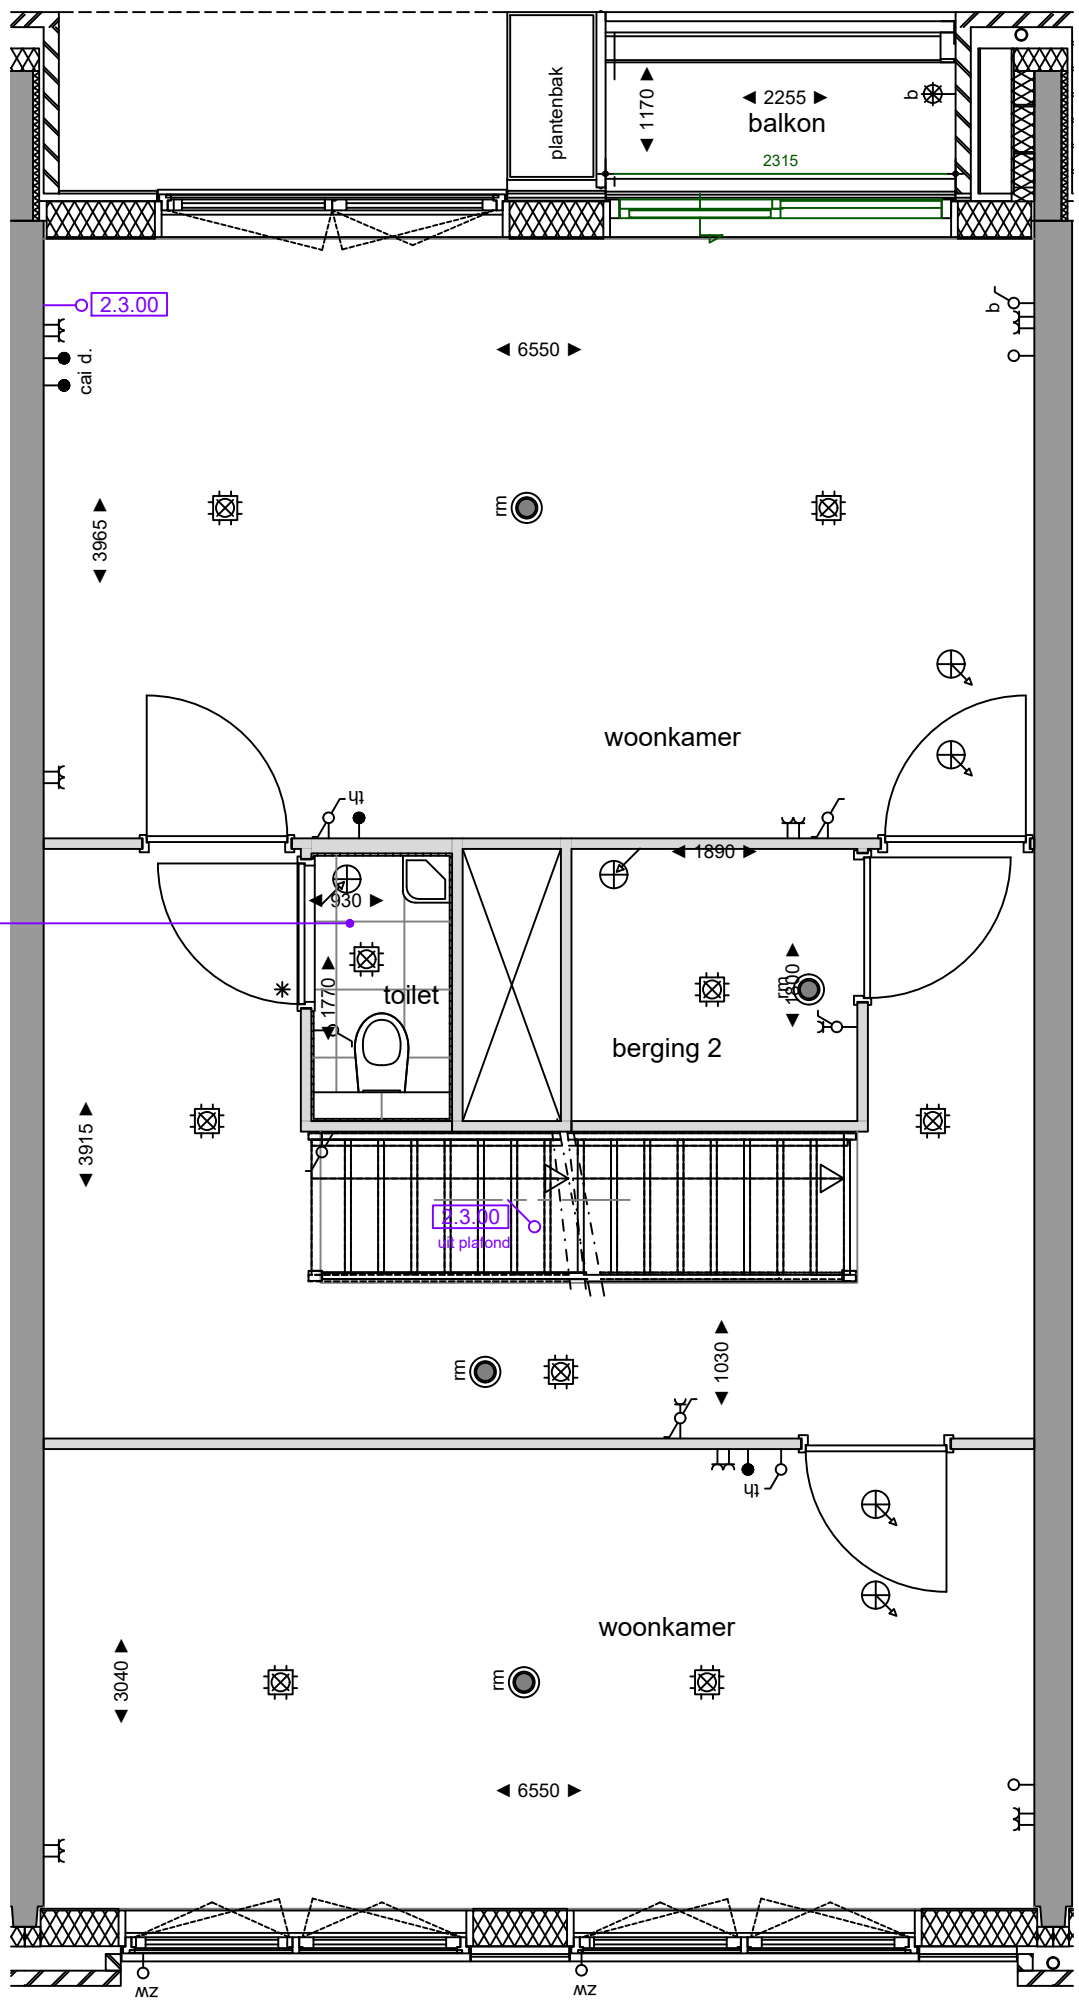 plantenbak
1170
2255
balkon
b
2315
2.3.00
cai d.
b
6550
3965
rm
woonkamer
th
1890
930
1770
toilet
1800
rm
berging 2
3915
2.3.00
uit plafond
rm
1030
th
woonkamer
3040
rm
6550
zw
zw